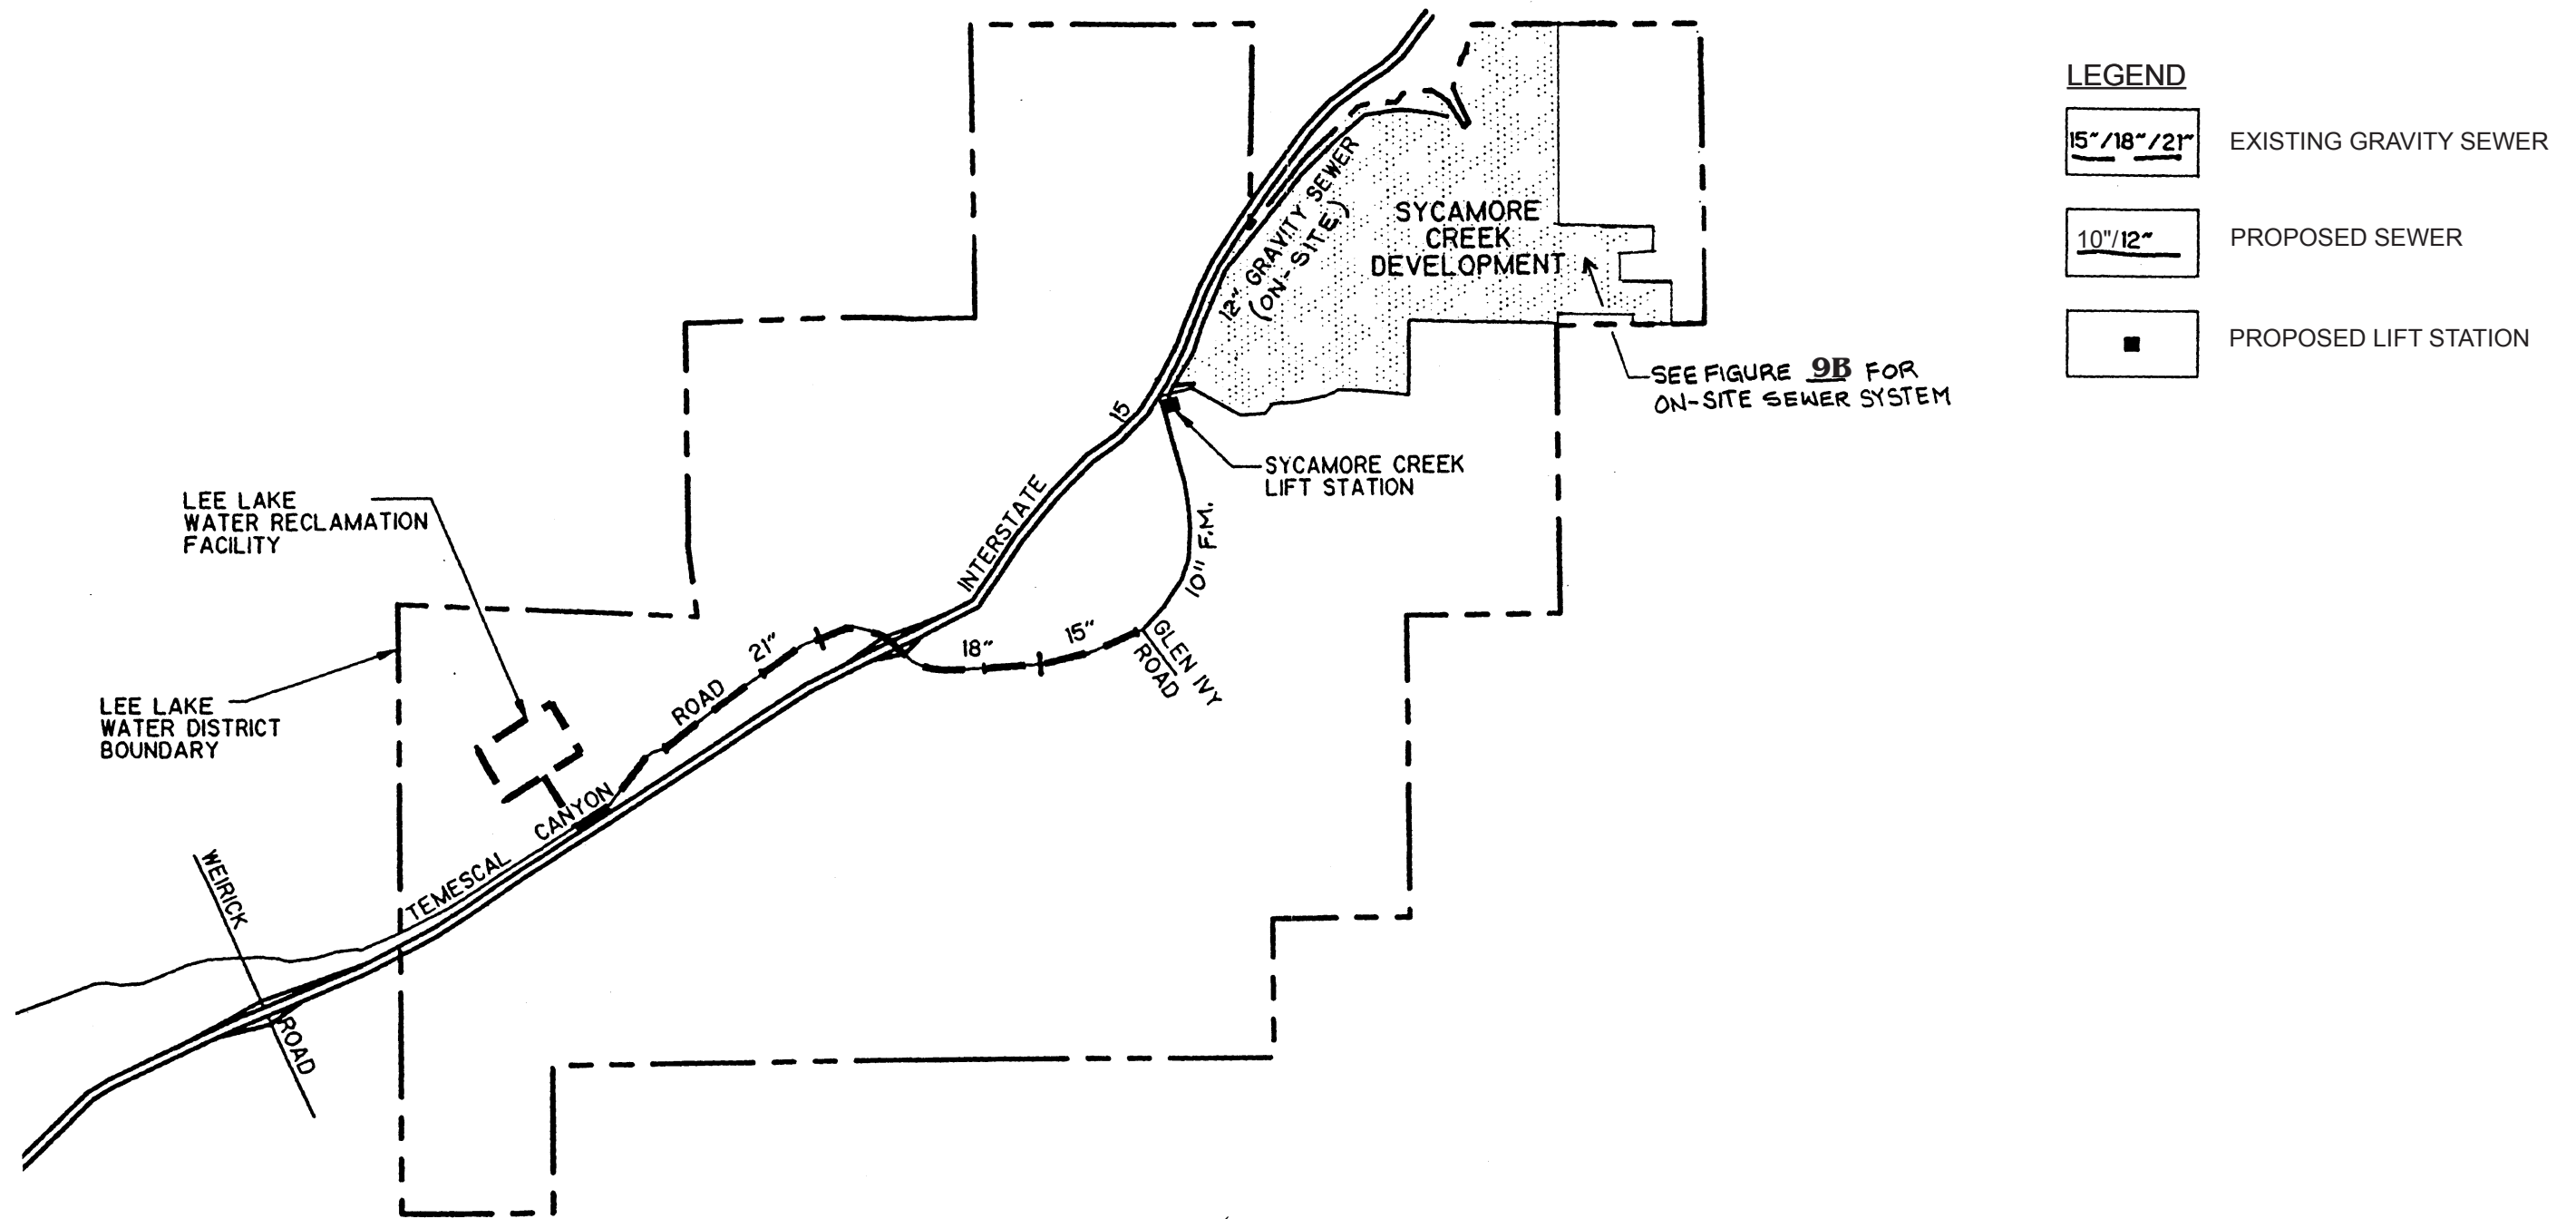 LEGEND
15"/18"/21"
EXISTING GRAVITY SEWER
10"/12"
PROPOSED SEWER
PROPOSED LIFT STATION
12" GRAVITY SEWER
(ON-SITE)
SYCAMORE
CREEK
DEVELOPMENT
SEE FIGURE 9B FOR
ON-SITE SEWER SYSTEM
15
INTERSTATE
SYCAMORE CREEK
LIFT STATION
10" F.M.
GLEN IVY
ROAD
15"
18"
21"
LEE LAKE
WATER RECLAMATION
FACILITY
LEE LAKE
WATER DISTRICT
BOUNDARY
TEMESCAL
CANYON
ROAD
WEIRICK
ROAD